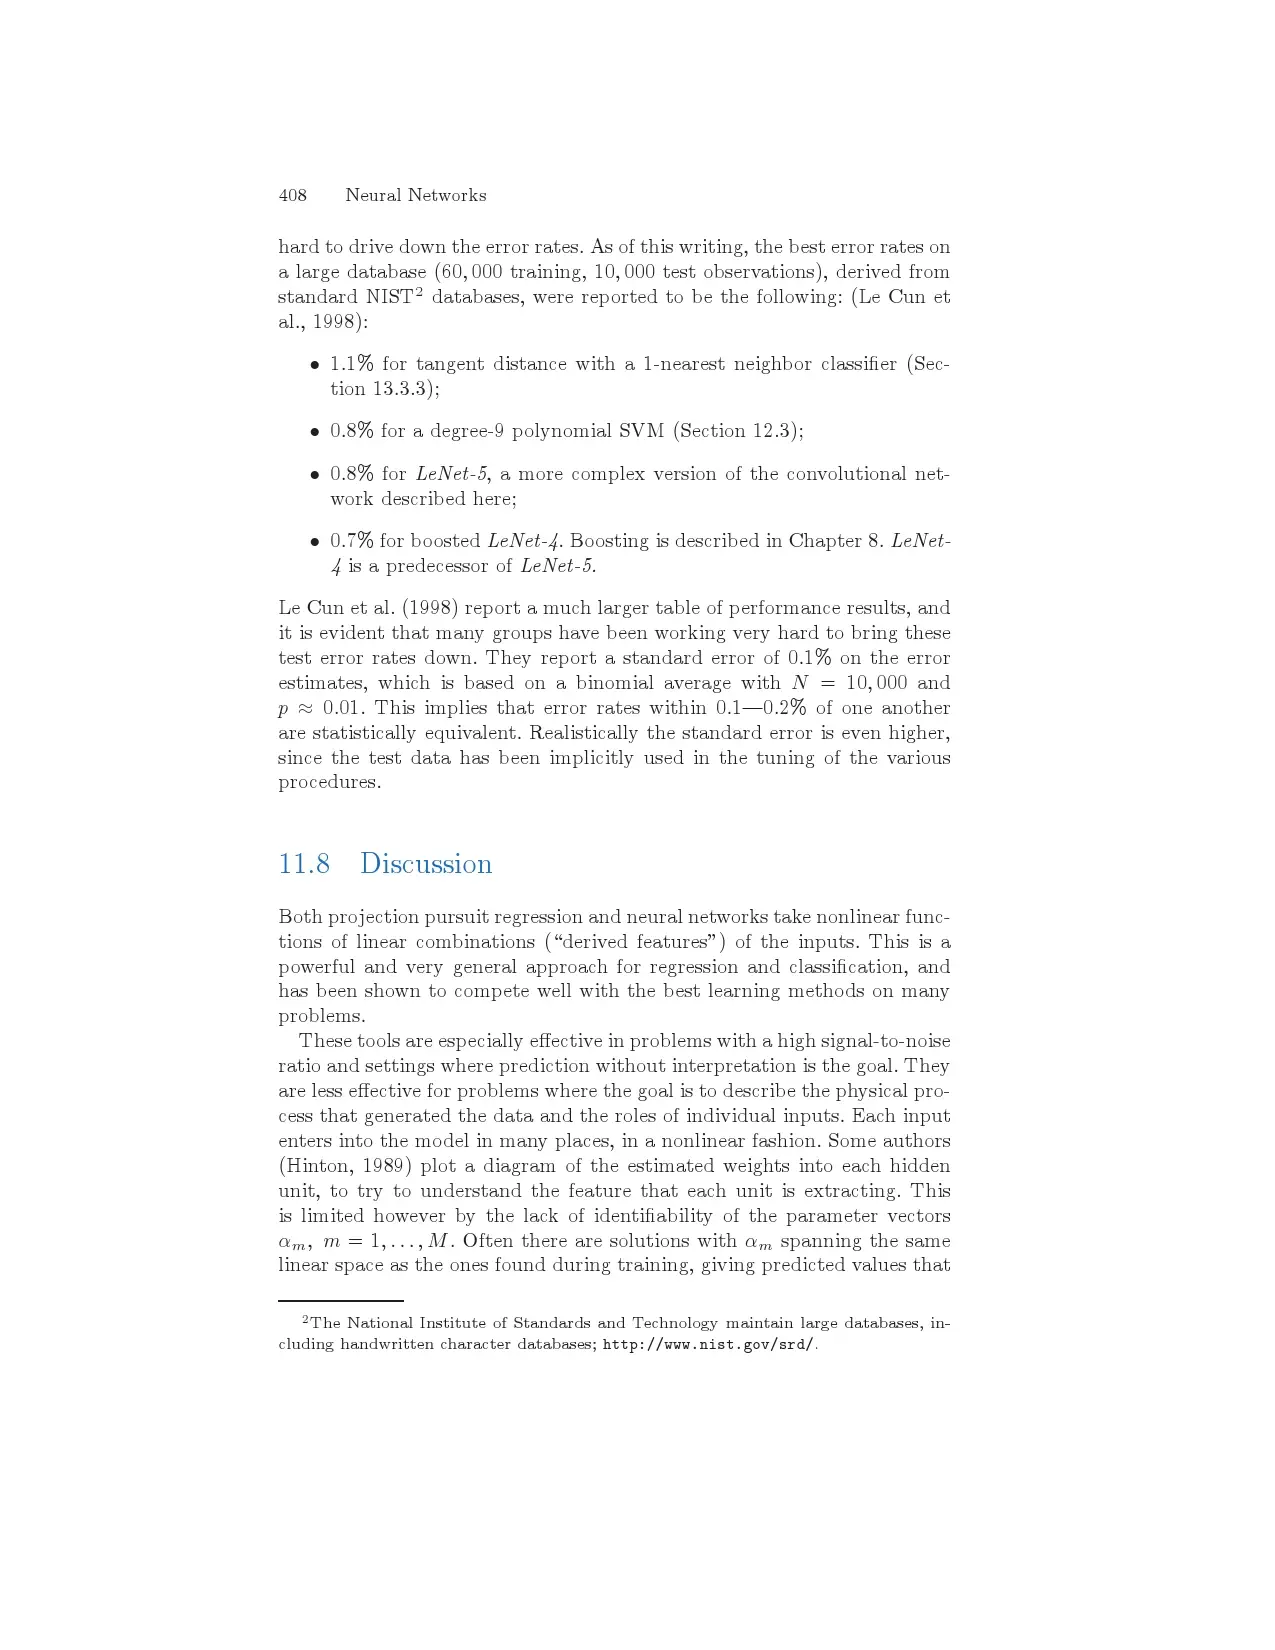 408 Neural Networks
hard to drive down the error rates. As of this writing, the best error rates on
a large database (60,000 training, 10,000 test observations), derived from
standard NIST² databases, were reported to be the following: (Le Cun et
al., 1998):
• 1.1% for tangent distance with a 1-nearest neighbor classifier (Sec-
tion 13.3.3);
• 0.8% for a degree-9 polynomial SVM (Section 12.3);
• 0.8% for LeNet-5, a more complex version of the convolutional net-
work described here;
• 0.7% for boosted LeNet-4. Boosting is described in Chapter 8. LeNet-
4 is a predecessor of LeNet-5.
Le Cun et al. (1998) report a much larger table of performance results, and
it is evident that many groups have been working very hard to bring these
test error rates down. They report a standard error of 0.1% on the error
estimates, which is based on a binomial average with N = 10,000 and
p ≈ 0.01. This implies that error rates within 0.1—0.2% of one another
are statistically equivalent. Realistically the standard error is even higher,
since the test data has been implicitly used in the tuning of the various
procedures.
11.8 Discussion
Both projection pursuit regression and neural networks take nonlinear func-
tions of linear combinations (“derived features”) of the inputs. This is a
powerful and very general approach for regression and classification, and
has been shown to compete well with the best learning methods on many
problems.
These tools are especially effective in problems with a high signal-to-noise
ratio and settings where prediction without interpretation is the goal. They
are less effective for problems where the goal is to describe the physical pro-
cess that generated the data and the roles of individual inputs. Each input
enters into the model in many places, in a nonlinear fashion. Some authors
(Hinton, 1989) plot a diagram of the estimated weights into each hidden
unit, to try to understand the feature that each unit is extracting. This
is limited however by the lack of identifiability of the parameter vectors
αₘ, m = 1, . . . , M. Often there are solutions with αₘ spanning the same
linear space as the ones found during training, giving predicted values that
²The National Institute of Standards and Technology maintain large databases, in-
cluding handwritten character databases; http://www.nist.gov/srd/.